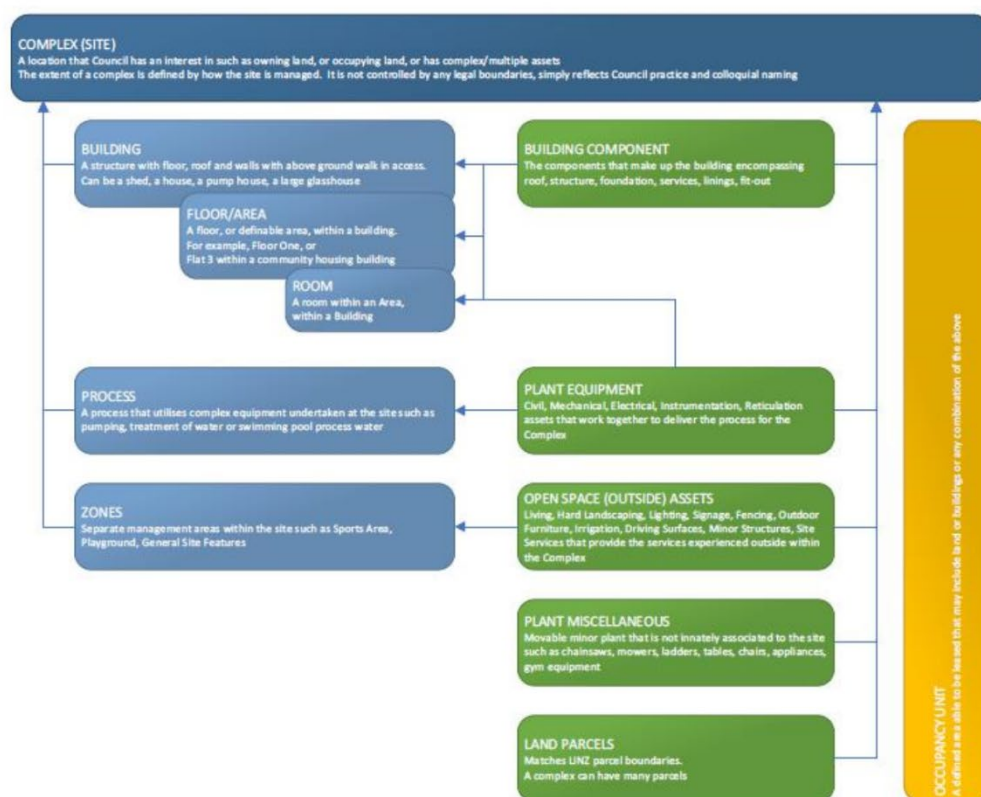 COMPLEX (SITE)
A location that Council has an interest in such as owning land, or occupying land, or has complex/multiple assets
The extent of a complex is defined by how the site is managed. It is not controlled by any legal boundaries, simply reflects Council practice and colloquial naming
BUILDING
A structure with floor, roof and walls with above ground walk in access.
Can be a shed, a house, a pump house, a large glasshouse
FLOOR/AREA
A floor, or definable area, within a building.
For example, Floor One, or
Flat 3 within a community housing building
ROOM
A room within an Area,
within a Building
PROCESS
A process that utilises complex equipment undertaken at the site such as
pumping, treatment of water or swimming pool process water
ZONES
Separate management areas within the site such as Sports Area,
Playground, General Site Features
BUILDING COMPONENT
The components that make up the building encompassing
roof, structure, foundation, services, linings, fit-out
PLANT EQUIPMENT
Civil, Mechanical, Electrical, Instrumentation, Reticulation
assets that work together to deliver the process for the
Complex
OPEN SPACE (OUTSIDE) ASSETS
Living, Hard Landscaping, Lighting, Signage, Fencing, Outdoor
Furniture, Irrigation, Driving Surfaces, Minor Structures, Site
Services that provide the services experienced outside within
the Complex
PLANT MISCELLANEOUS
Movable minor plant that is not innately associated to the site
such as chainsaws, mowers, ladders, tables, chairs, appliances,
gym equipment
LAND PARCELS
Matches LINZ parcel boundaries.
A complex can have many parcels
OCCUPANCY UNIT
A defined area able to be leased that may include land or buildings or any combination of the above